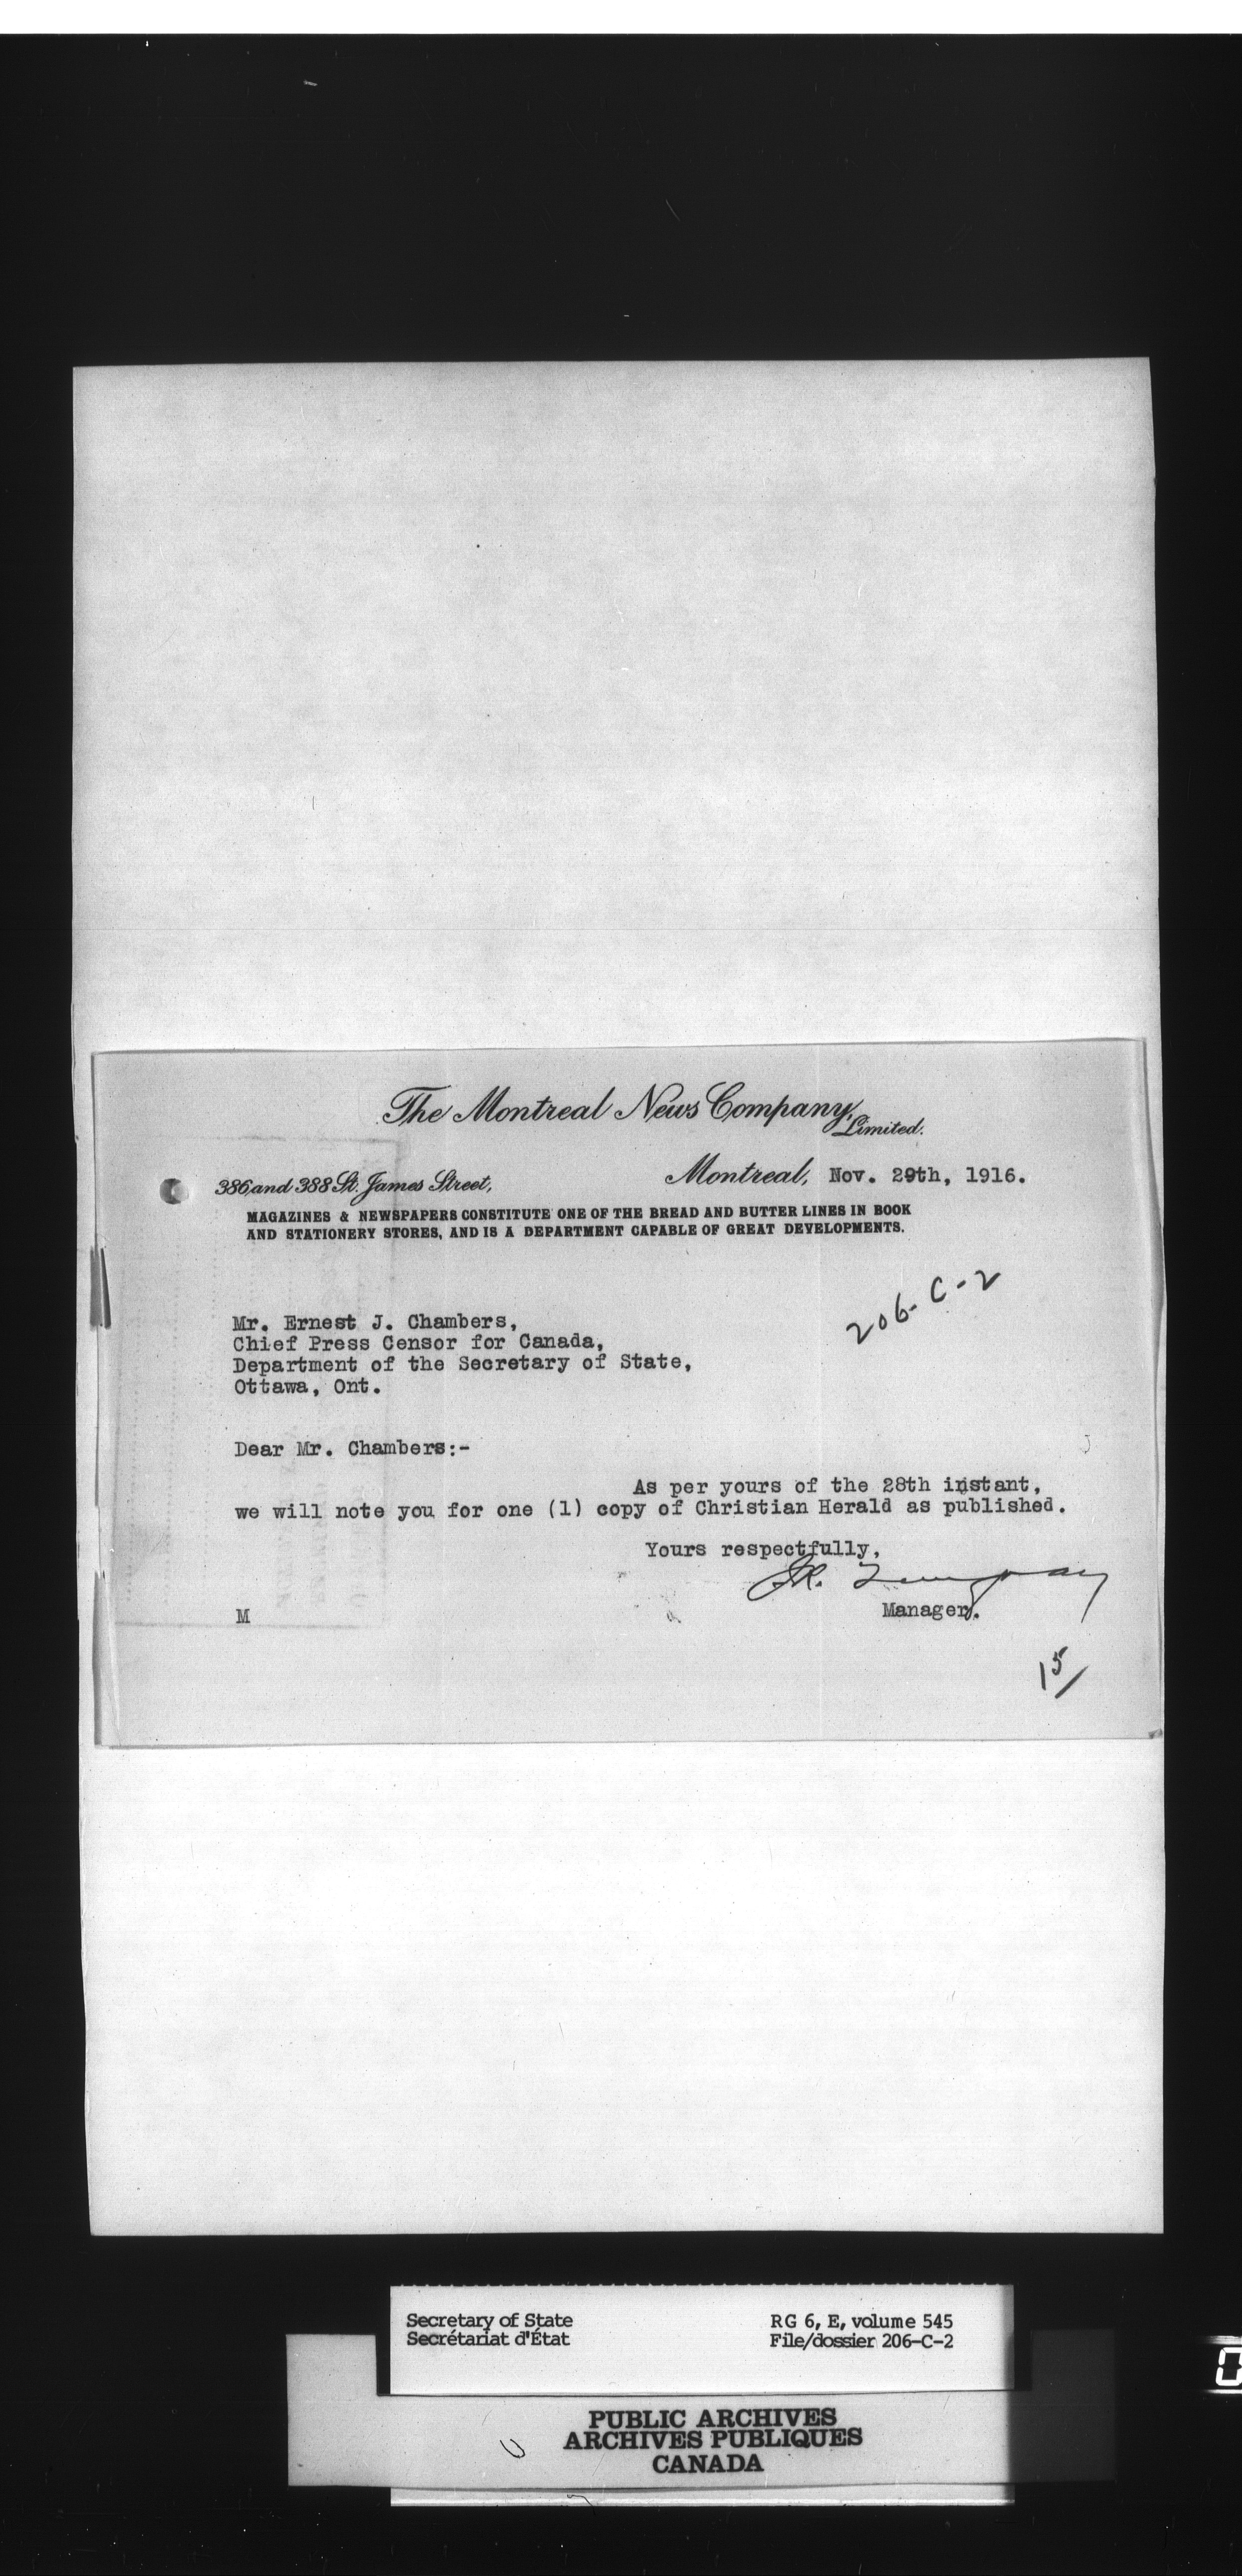 The Montreal News Company,
Limited.
386 and 388 St. James Street,
Montreal, Nov. 29th, 1916.
MAGAZINES & NEWSPAPERS CONSTITUTE ONE OF THE BREAD AND BUTTER LINES IN BOOK
AND STATIONERY STORES, AND IS A DEPARTMENT CAPABLE OF GREAT DEVELOPMENTS.
206-C-2
Mr. Ernest J. Chambers,
Chief Press Censor for Canada,
Department of the Secretary of State,
Ottawa, Ont.
Dear Mr. Chambers:-
As per yours of the 28th instant,
we will note you for one (1) copy of Christian Herald as published.
Yours respectfully,
Manager.
M
15/
Secretary of State
Secrétariat d'État
RG 6, E, volume 545
File/dossier 206-C-2
PUBLIC ARCHIVES
ARCHIVES PUBLIQUES
CANADA